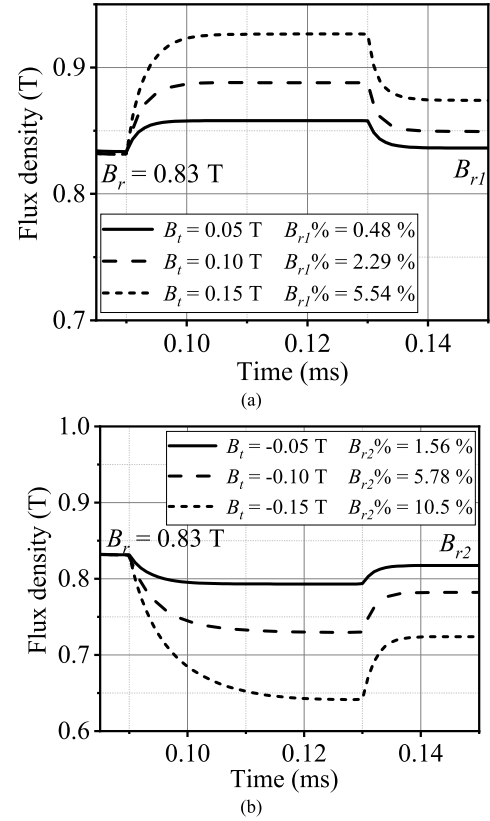 Flux density (T)
0.9
0.8
0.7
B_r = 0.83 T
B_r1
B_t = 0.05 T B_r1% = 0.48 %
B_t = 0.10 T B_r1% = 2.29 %
B_t = 0.15 T B_r1% = 5.54 %
0.10 0.12 0.14
Time (ms)
(a)
Flux density (T)
1.0
0.9
0.8
0.7
0.6
B_t = -0.05 T B_r2% = 1.56 %
B_t = -0.10 T B_r2% = 5.78 %
B_t = -0.15 T B_r2% = 10.5 %
B_r = 0.83 T
B_r2
0.10 0.12 0.14
Time (ms)
(b)